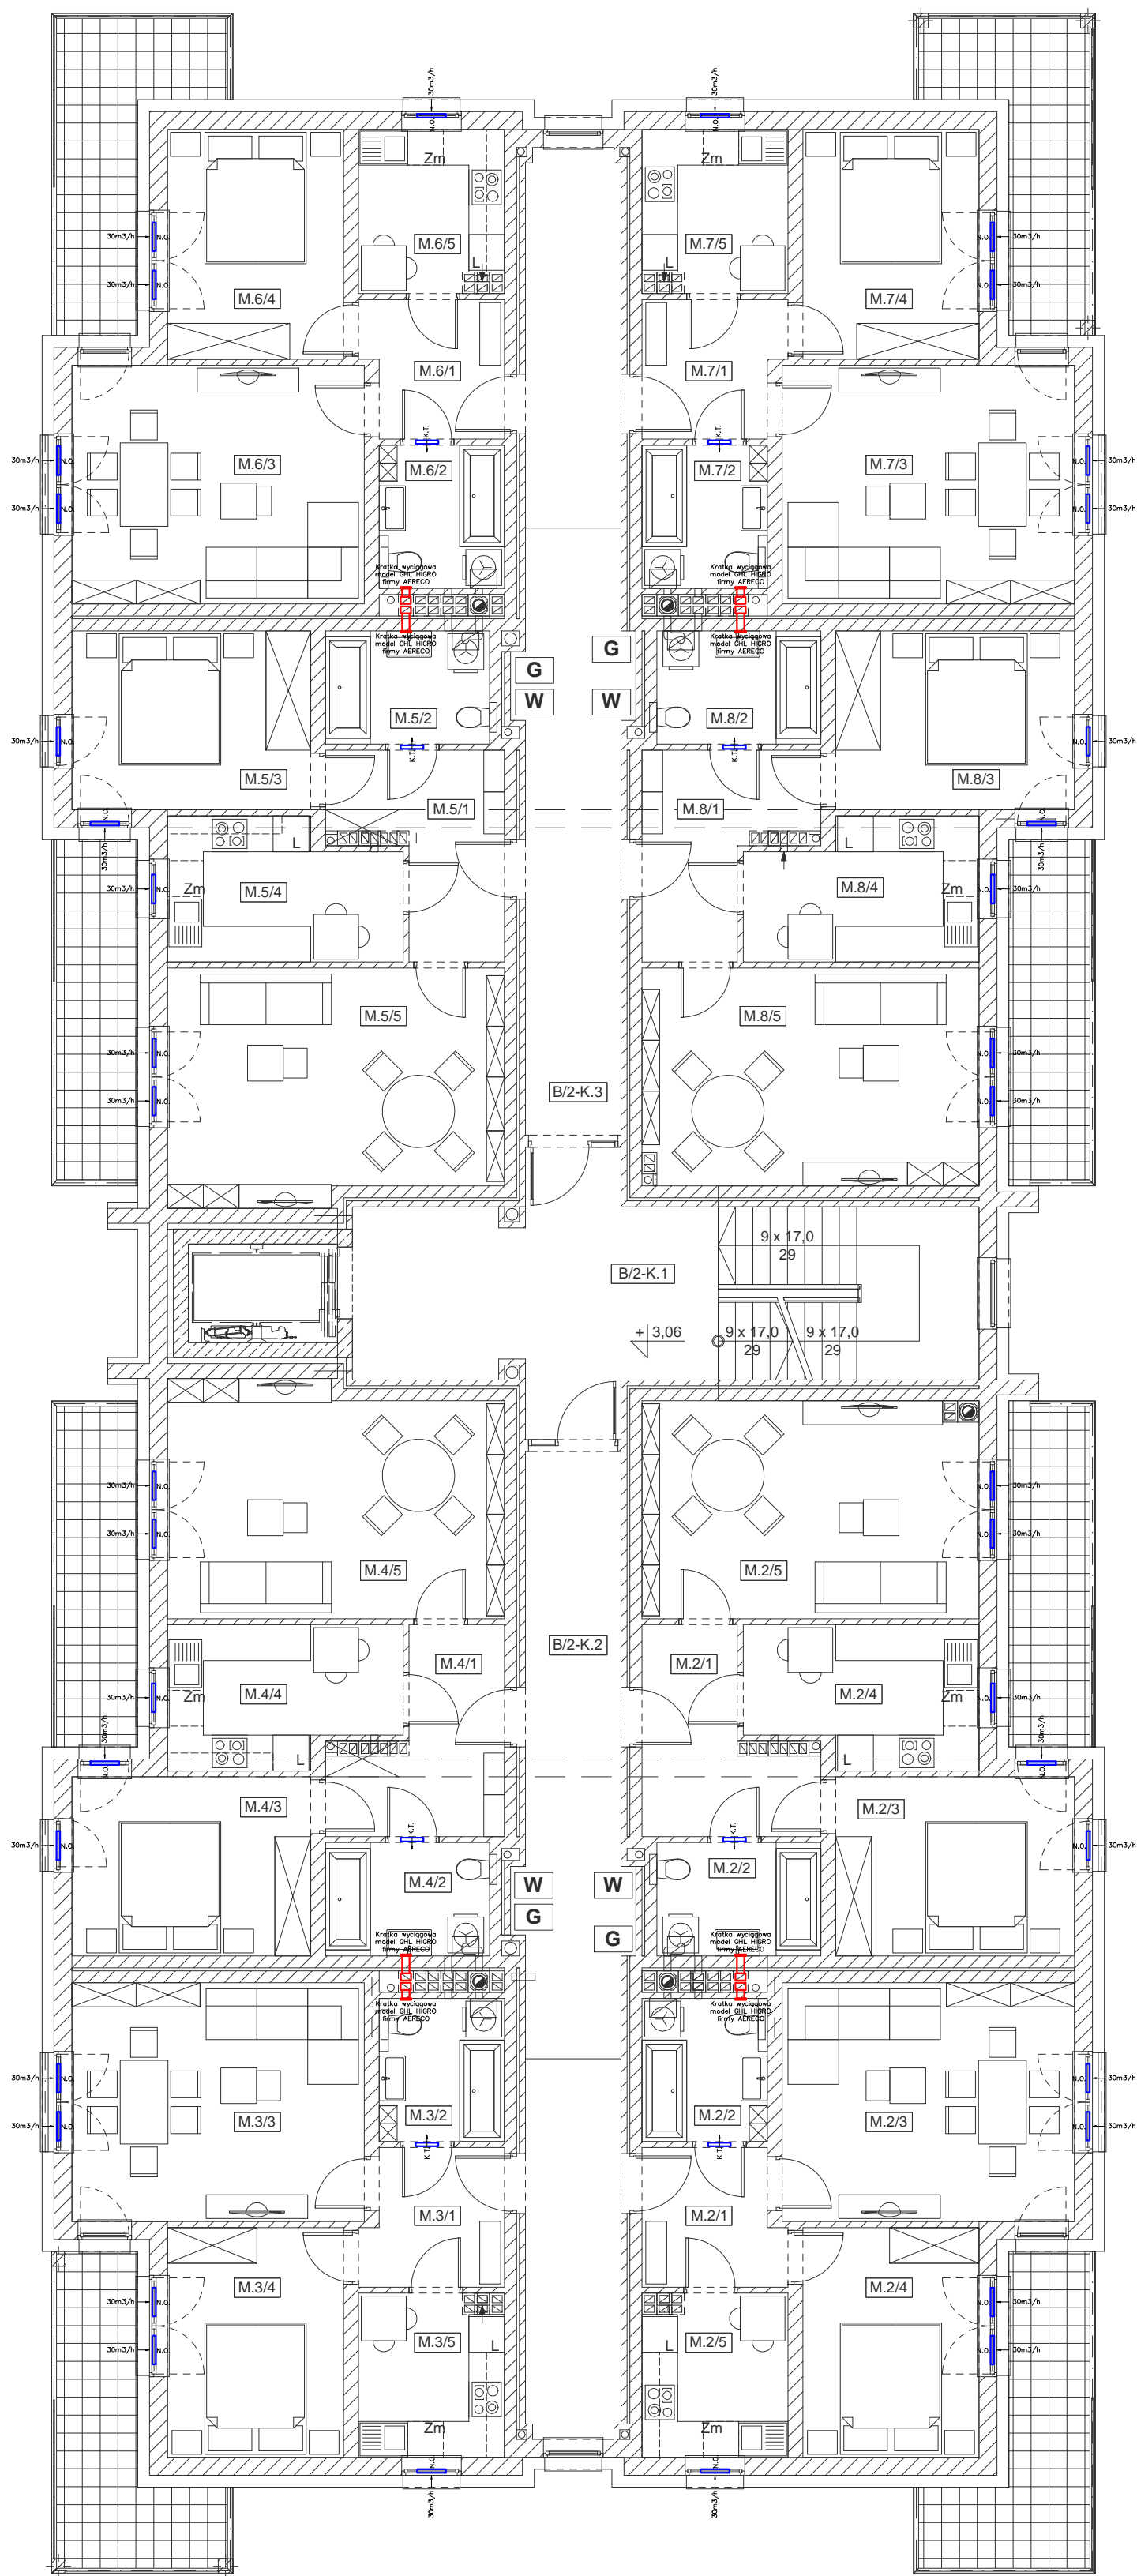 30m3/h
30m3/h
N.O.
N.O.
Zm
Zm
M.6/5
M.7/5
30m3/h
N.O.
N.O.
30m3/h
L
L
30m3/h
N.O.
N.O.
30m3/h
M.6/4
M.7/4
M.6/1
M.7/1
K.T.
K.T.
30m3/h
N.O.
M.6/3
M.6/2
M.7/2
M.7/3
N.O.
30m3/h
30m3/h
N.O.
N.O.
30m3/h
Kratka wyciągowa
model GHL HIGRO
firmy AERECO
Kratka wyciągowa
model GHL HIGRO
firmy AERECO
Kratka wyciągowa
model GHL HIGRO
firmy AERECO
Kratka wyciągowa
model GHL HIGRO
firmy AERECO
G
G
W
W
M.5/2
M.8/2
30m3/h
N.O.
N.O.
30m3/h
K.T.
K.T.
M.5/3
M.8/3
M.5/1
M.8/1
N.O.
N.O.
30m3/h
30m3/h
L
L
30m3/h
N.O.
Zm
M.5/4
M.8/4
Zm
N.O.
30m3/h
M.5/5
M.8/5
30m3/h
N.O.
N.O.
30m3/h
30m3/h
N.O.
N.O.
30m3/h
B/2-K.3
9 x 17,0
29
B/2-K.1
+ 3,06
9 x 17,0
29
9 x 17,0
29
30m3/h
N.O.
N.O.
30m3/h
30m3/h
N.O.
N.O.
30m3/h
M.4/5
M.2/5
B/2-K.2
M.4/1
M.2/1
30m3/h
N.O.
Zm
M.4/4
M.2/4
Zm
N.O.
30m3/h
30m3/h
30m3/h
L
L
N.O.
N.O.
M.4/3
M.2/3
K.T.
K.T.
30m3/h
N.O.
N.O.
30m3/h
M.4/2
M.2/2
W
W
G
G
Kratka wyciągowa
model GHL HIGRO
firmy AERECO
Kratka wyciągowa
model GHL HIGRO
firmy AERECO
Kratka wyciągowa
model GHL HIGRO
firmy AERECO
Kratka wyciągowa
model GHL HIGRO
firmy AERECO
30m3/h
N.O.
N.O.
30m3/h
M.3/3
M.3/2
M.2/2
M.2/3
30m3/h
N.O.
N.O.
30m3/h
K.T.
K.T.
M.3/1
M.2/1
M.3/4
M.2/4
30m3/h
N.O.
N.O.
30m3/h
M.3/5
M.2/5
L
L
30m3/h
N.O.
N.O.
30m3/h
Zm
Zm
N.O.
N.O.
30m3/h
30m3/h